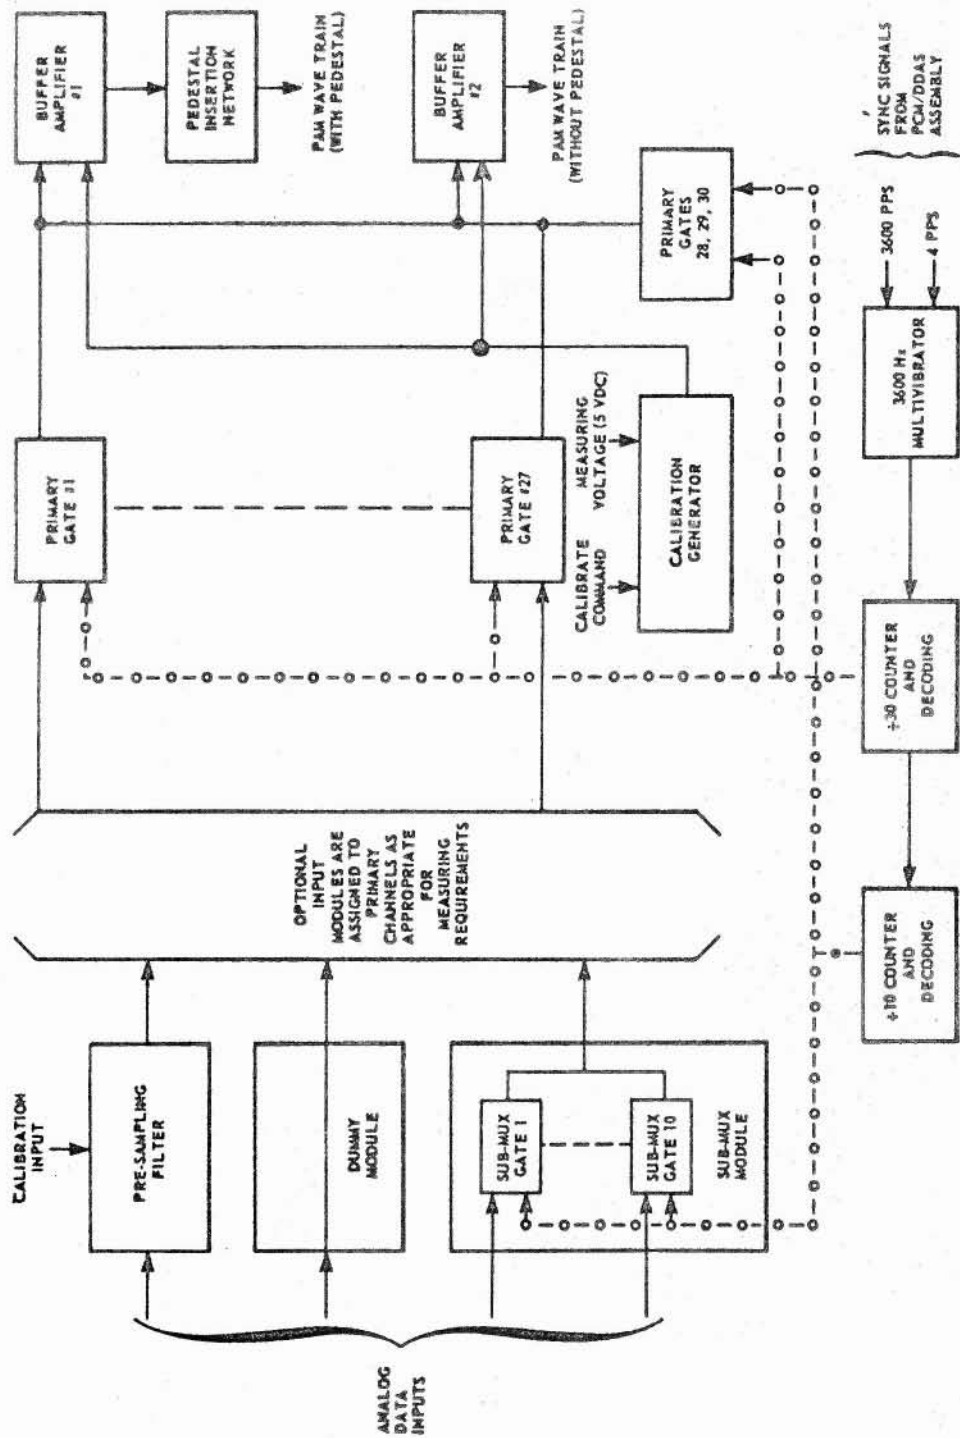 CALIBRATION
INPUT
PRE-SAMPLING
FILTER
ANALOG
DATA
INPUTS
DUMMY
MODULE
SUB-MUX
GATE 1
SUB-MUX
GATE 10
SUB-MUX
MODULE
OPTIONAL
INPUT
MODULES ARE
ASSIGNED TO
PRIMARY
CHANNELS AS
APPROPRIATE
FOR
MEASURING
REQUIREMENTS
PRIMARY
GATE #1
PRIMARY
GATE #27
CALIBRATE
COMMAND
MEASURING
VOLTAGE (5 VDC)
CALIBRATION
GENERATOR
BUFFER
AMPLIFIER
#1
PEDESTAL
INSERTION
NETWORK
PAM WAVE TRAIN
(WITH PEDESTAL)
BUFFER
AMPLIFIER
#2
PAM WAVE TRAIN
(WITHOUT PEDESTAL)
PRIMARY
GATES
28, 29, 30
÷10 COUNTER
AND
DECODING
÷30 COUNTER
AND
DECODING
3600 Hz
MULTIVIBRATOR
3600 PPS
4 PPS
SYNC SIGNALS
FROM
PCM/DDAS
ASSEMBLY